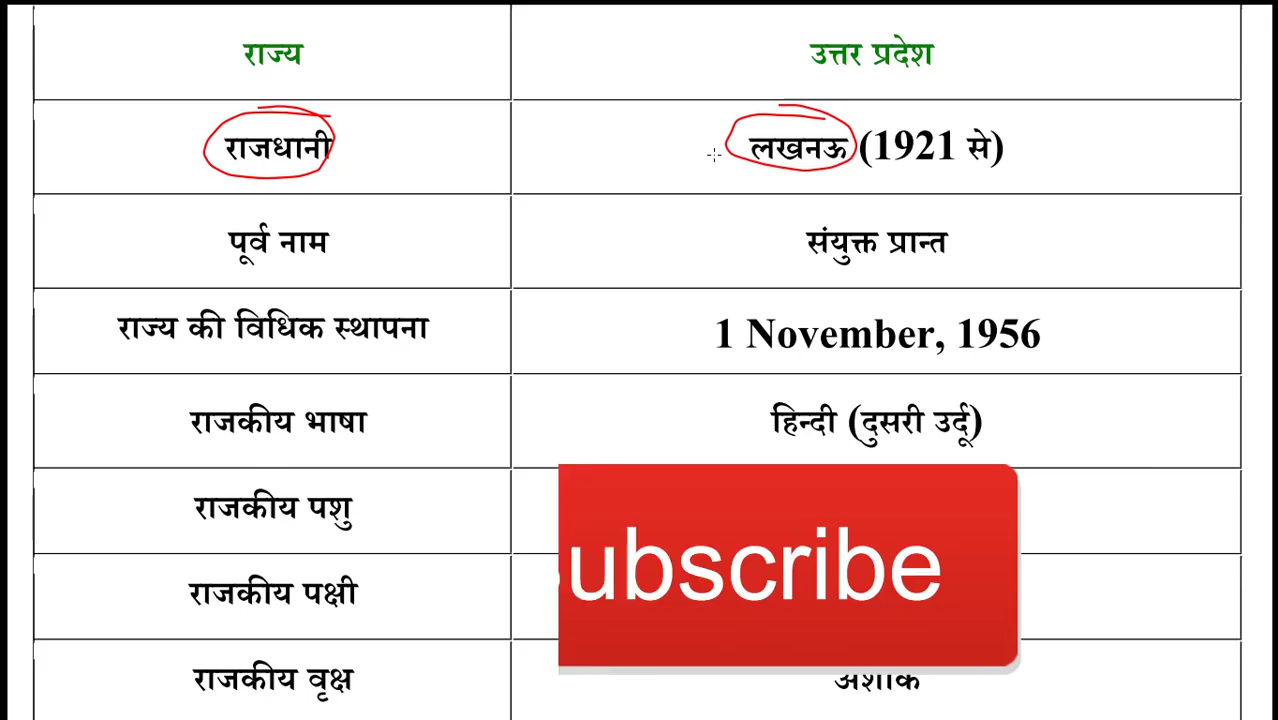 राज्य उत्तर प्रदेश
राजधानी लखनऊ (1921 से)
पूर्व नाम संयुक्त प्रान्त
राज्य की विधिक स्थापना 1 November, 1956
राजकीय भाषा हिन्दी (दुसरी उर्दू)
राजकीय पशु
ubscribe
राजकीय पक्षी
राजकीय वृक्ष अशोक